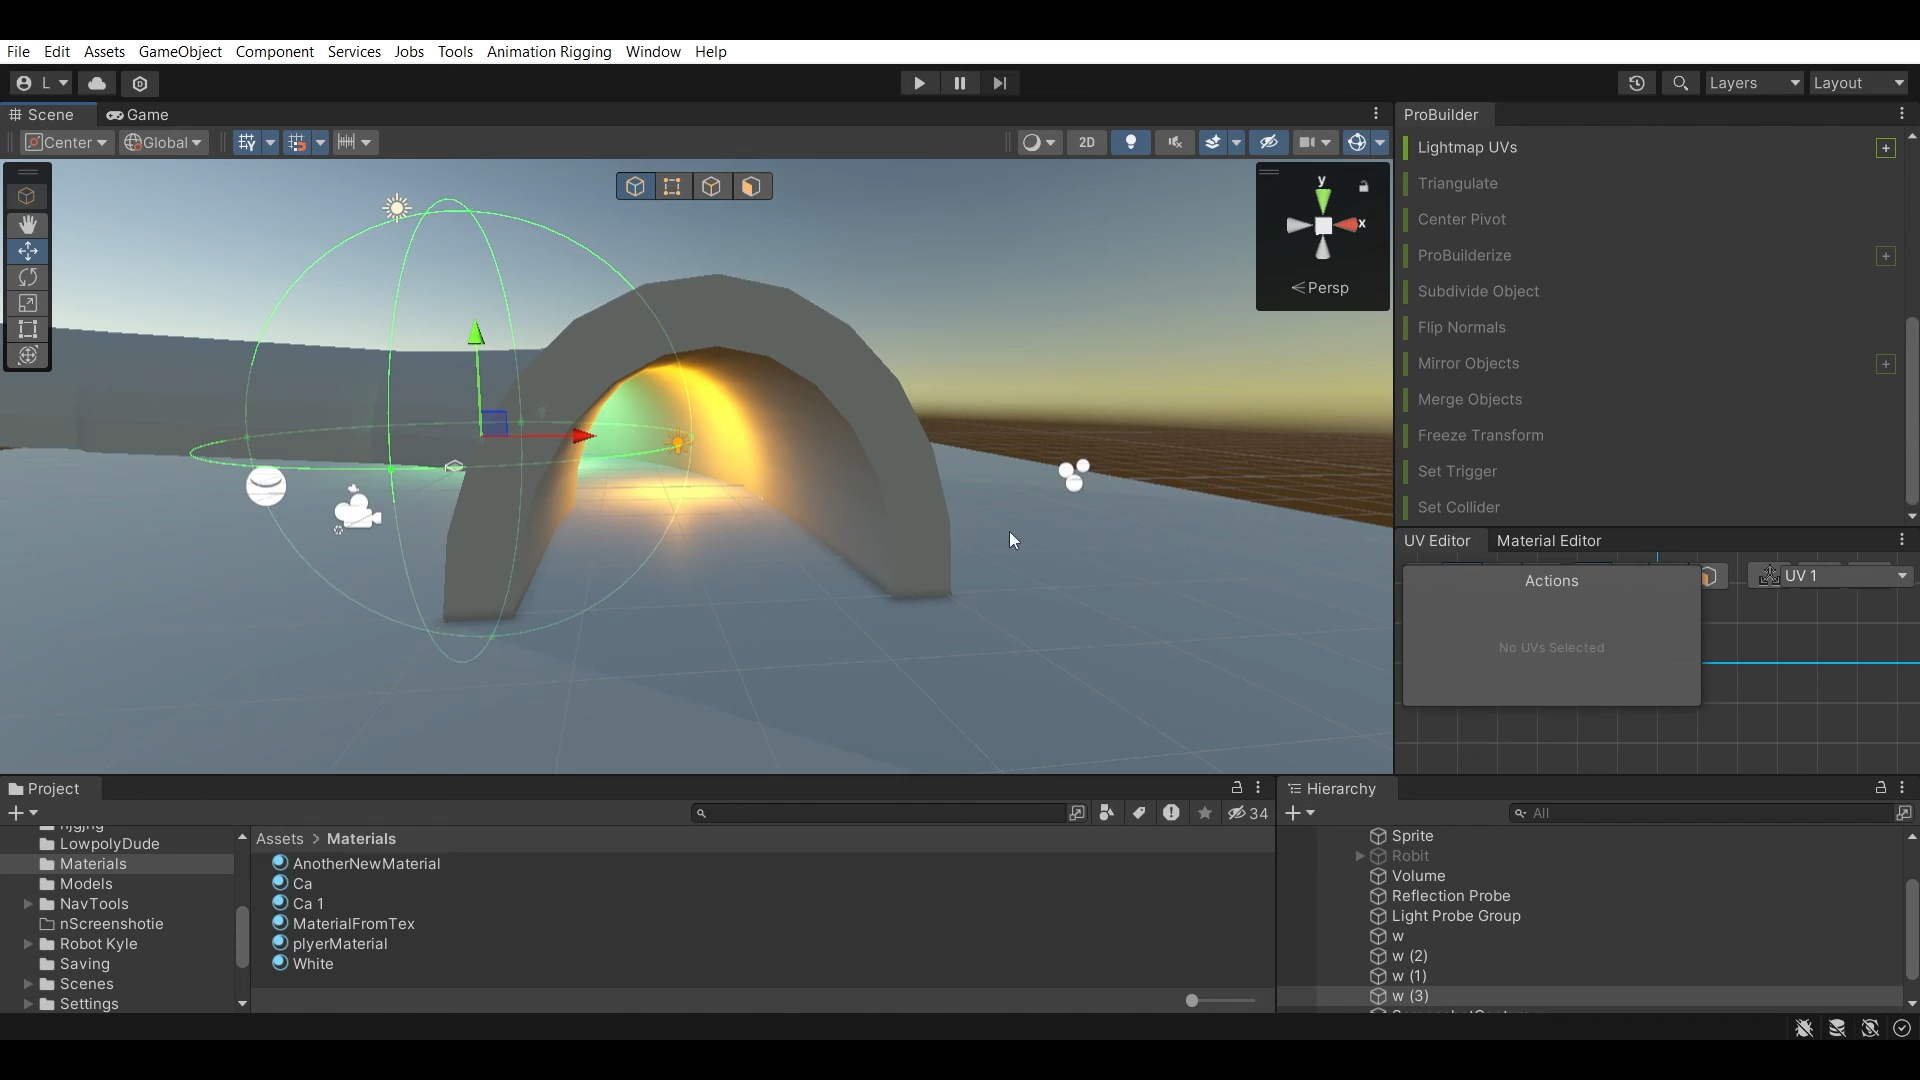 File Edit Assets GameObject Component Services Jobs Tools Animation Rigging Window Help
L Layers Layout
Scene Game
Center Global 2D
y
x
Persp
ProBuilder
Lightmap UVs
Triangulate
Center Pivot
ProBuilderize
Subdivide Object
Flip Normals
Mirror Objects
Merge Objects
Freeze Transform
Set Trigger
Set Collider
UV Editor Material Editor
UV 1
Actions
No UVs Selected
Project
34
LowpolyDude
Materials
Models
NavTools
nScreenshotie
Robot Kyle
Saving
Scenes
Settings
Assets > Materials
AnotherNewMaterial
Ca
Ca 1
MaterialFromTex
plyerMaterial
White
Hierarchy
All
Sprite
Robit
Volume
Reflection Probe
Light Probe Group
w
w (2)
w (1)
w (3)